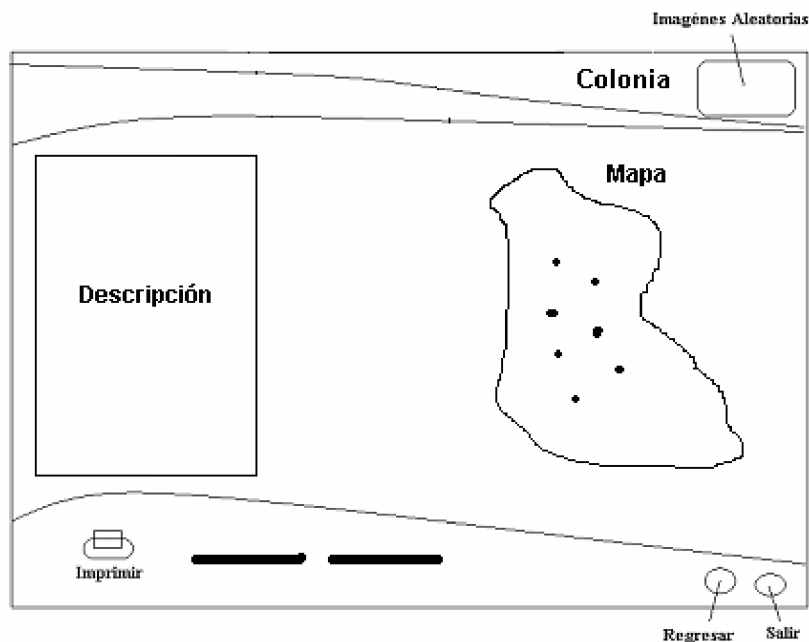 Imagénes Aleatorias
Colonia
Mapa
Descripción
Imprimir
Regresar
Salir